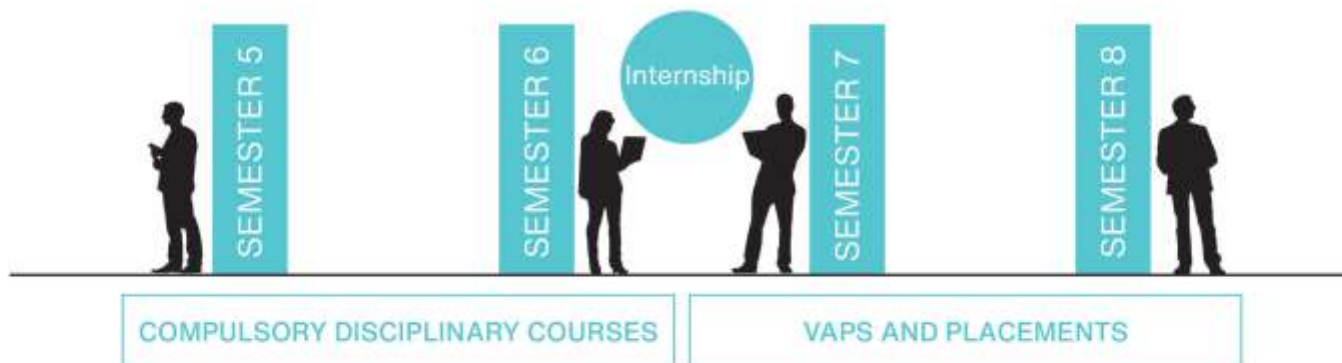 SEMESTER 5
SEMESTER 6
Internship
SEMESTER 7
SEMESTER 8
COMPULSORY DISCIPLINARY COURSES
VAPS AND PLACEMENTS